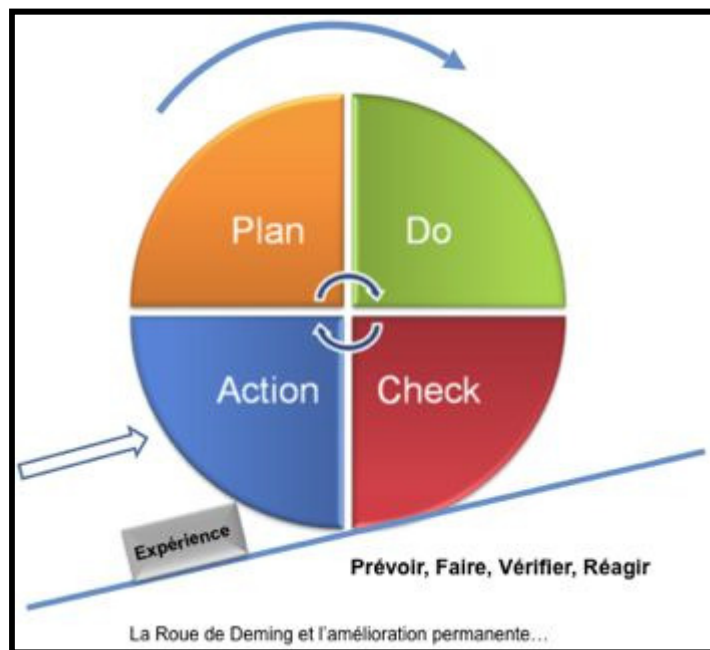 Plan
Do
Action
Check
Expérience
Prévoir, Faire, Vérifier, Réagir
La Roue de Deming et l'amélioration permanente…